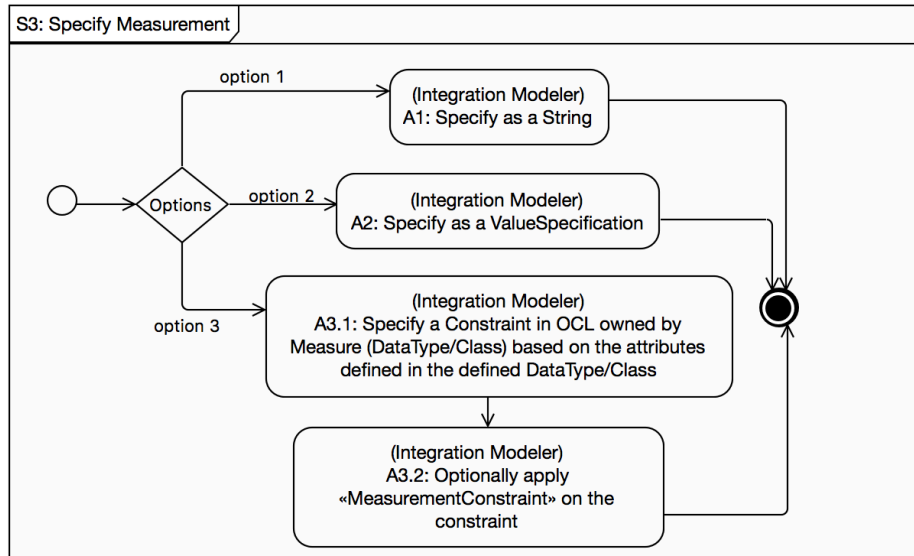 S3: Specify Measurement
option 1
(Integration Modeler)
A1: Specify as a String
Options
option 2
(Integration Modeler)
A2: Specify as a ValueSpecification
option 3
(Integration Modeler)
A3.1: Specify a Constraint in OCL owned by
Measure (DataType/Class) based on the attributes
defined in the defined DataType/Class
(Integration Modeler)
A3.2: Optionally apply
«MeasurementConstraint» on the
constraint